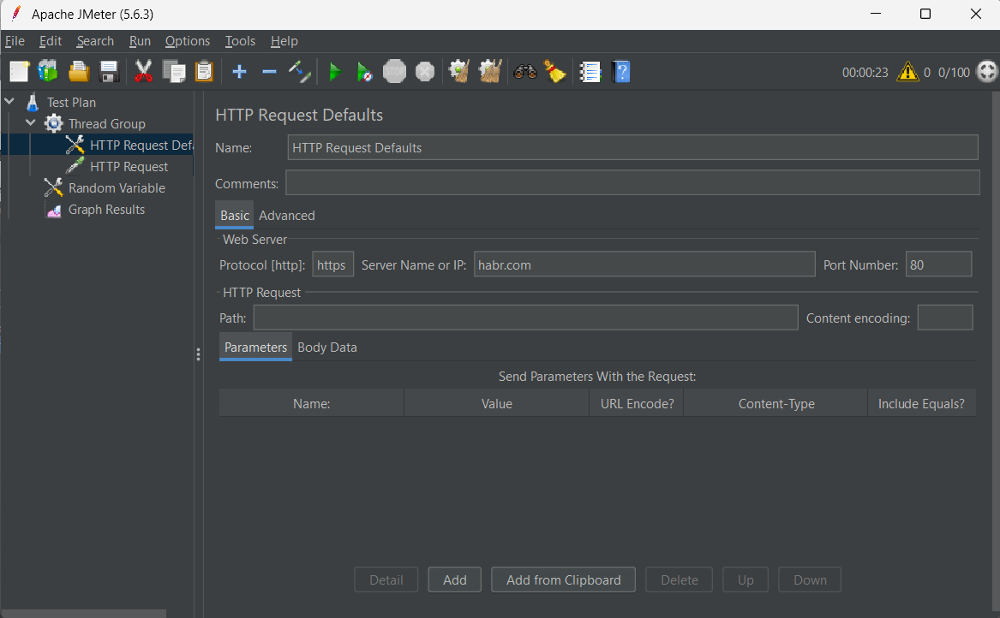 Apache JMeter (5.6.3)
File Edit Search Run Options Tools Help
00:00:23 0 0/100
Test Plan
Thread Group
HTTP Request Defa
HTTP Request
Random Variable
Graph Results
HTTP Request Defaults
Name: HTTP Request Defaults
Comments:
Basic Advanced
Web Server
Protocol [http]: https Server Name or IP: habr.com Port Number: 80
HTTP Request
Path: Content encoding:
Parameters Body Data
Send Parameters With the Request:
Name: Value URL Encode? Content-Type Include Equals?
Detail Add Add from Clipboard Delete Up Down